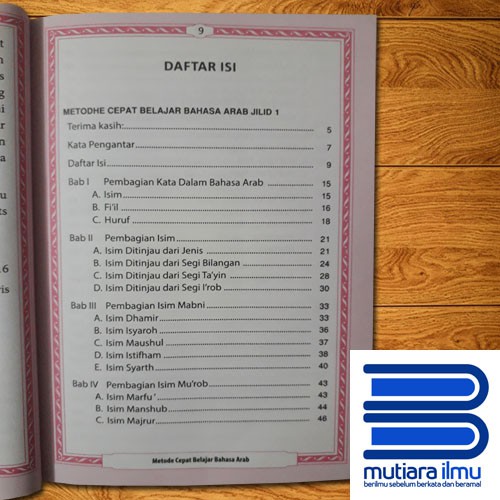 9
DAFTAR ISI
METODHE CEPAT BELAJAR BAHASA ARAB JILID 1
Terima kasih: 5
Kata Pengantar 7
Daftar Isi 9
Bab I Pembagian Kata Dalam Bahasa Arab 15
A. Isim 15
B. Fi'il 16
C. Huruf 18
Bab II Pembagian Isim 21
A. Isim Ditinjau dari Jenis 21
B. Isim Ditinjau dari Segi Bilangan 24
C. Isim Ditinjau dari Segi Ta'yin 28
D. Isim Ditinjau dari Segi I'rob 30
Bab III Pembagian Isim Mabni 33
A. Isim Dhamir 33
B. Isim Isyaroh 36
C. Isim Maushul 37
D. Isim Istifham 38
E. Isim Syarth 40
Bab IV Pembagian Isim Mu'rob 43
A. Isim Marfu' 43
B. Isim Manshub 44
C. Isim Majrur 46
Metode Cepat Belajar Bahasa Arab
mutiara ilmu
berilmu sebelum berkata dan beramal